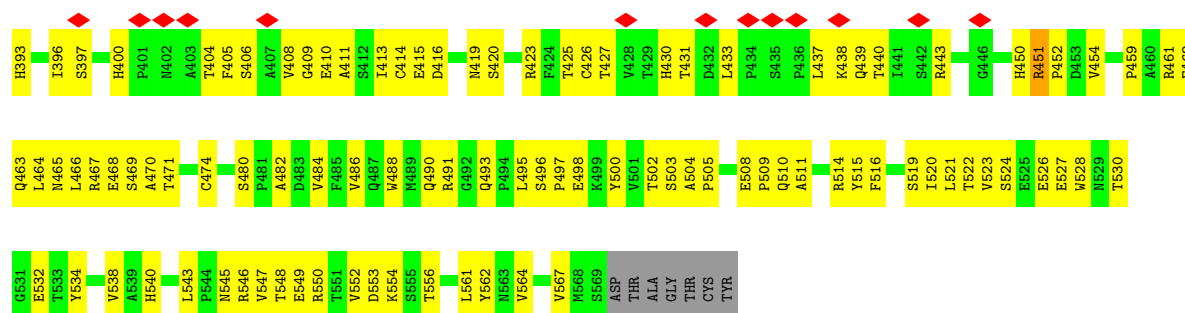 H393 I396 S397 H400 P401 N402 A403 T404 F405 S406 A407 V408 G409 E410 A411 S412 I413 C414 E415 D416 N419 S420 R423 F424 T425 C426 T427 V428 T429 H430 T431 D432 L433 P434 S435 P436 L437 K438 Q439 T440 I441 S442 R443 G446 H450 R451 P452 D453 V454 P459 A460 R461
Q463 L464 N465 L466 R467 E468 S469 A470 T471 C474 S480 P481 A482 D483 V484 F485 V486 Q487 W488 M489 Q490 R491 G492 Q493 P494 L495 S496 P497 E498 K499 Y500 V501 T502 S503 A504 P505 E508 P509 Q510 A511 R514 Y515 F516 S519 I520 L521 T522 V523 S524 E525 E526 E527 W528 N529 T530
G531 E532 T533 Y534 V538 A539 H540 L543 P544 N545 R546 V547 T548 E549 R550 T551 V552 D553 K554 S555 T556 L561 Y562 N563 V564 V567 M568 S569 ASP THR ALA GLY THR CYS TYR